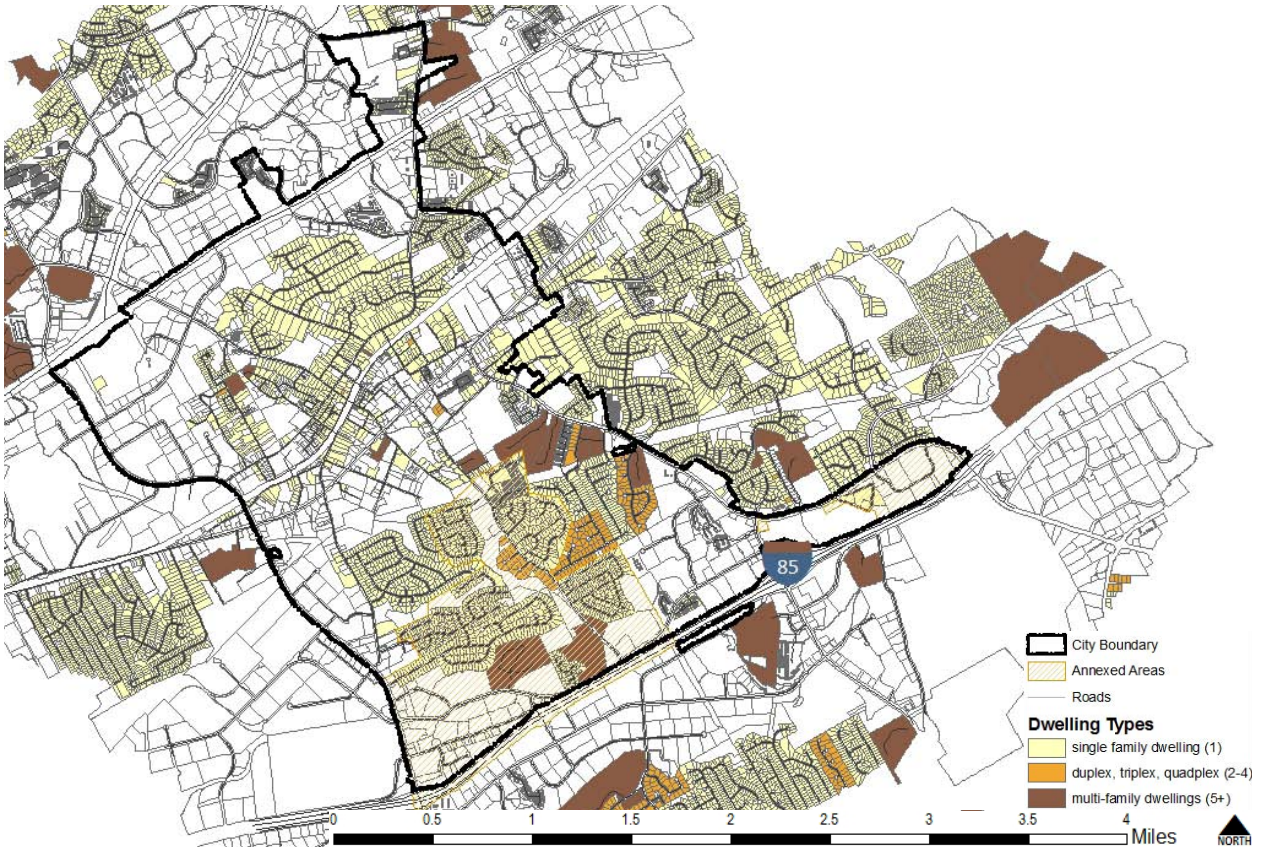 85
City Boundary
Annexed Areas
Roads
Dwelling Types
single family dwelling (1)
duplex, triplex, quadplex (2-4)
multi-family dwellings (5+)
0 0.5 1 1.5 2 2.5 3 3.5 4
Miles
NORTH